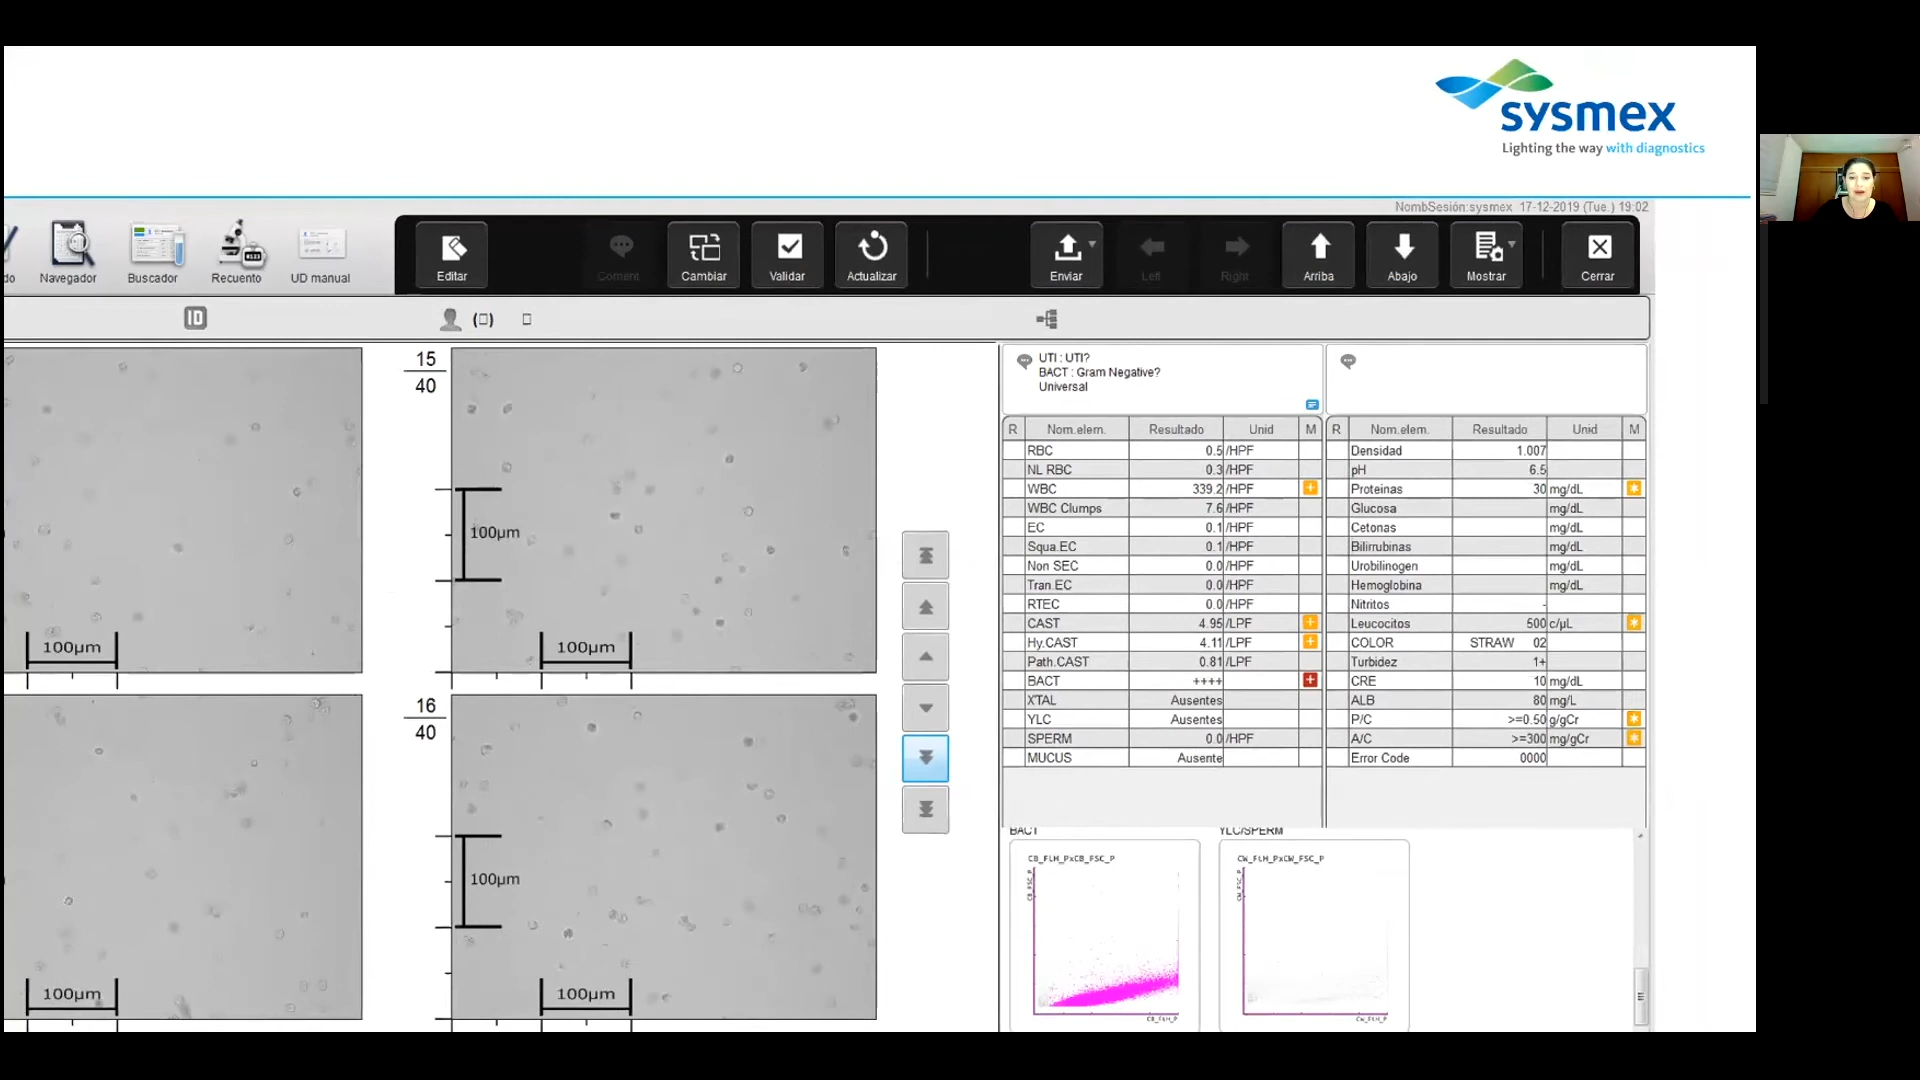 sysmex
Lighting the way with diagnostics
NombSesión:sysmex 17-12-2019 (Tue.) 19:02
do Navegador Buscador Recuento UD manual
Editar Coment Cambiar Validar Actualizar Enviar Left Right Arriba Abajo Mostrar Cerrar
ID
15
40
100µm
100µm
100µm
16
40
100µm
100µm
100µm
UTI : UTI?
BACT : Gram Negative?
Universal
R Nom.elem. Resultado Unid M
RBC 0.5 /HPF
NL RBC 0.3 /HPF
WBC 339.2 /HPF +
WBC Clumps 7.6 /HPF
EC 0.1 /HPF
Squa.EC 0.1 /HPF
Non SEC 0.0 /HPF
Tran.EC 0.0 /HPF
RTEC 0.0 /HPF
CAST 4.95 /LPF +
Hy.CAST 4.11 /LPF +
Path.CAST 0.81 /LPF
BACT ++++ +
X'TAL Ausentes
YLC Ausentes
SPERM 0.0 /HPF
MUCUS Ausente
R Nom.elem. Resultado Unid M
Densidad 1.007
pH 6.5
Proteinas 30 mg/dL *
Glucosa mg/dL
Cetonas mg/dL
Bilirrubinas mg/dL
Urobilinogen mg/dL
Hemoglobina mg/dL
Nitritos -
Leucocitos 500 c/µL *
COLOR STRAW 02
Turbidez 1+
CRE 10 mg/dL
ALB 80 mg/L
P/C >=0.50 g/gCr *
A/C >=300 mg/gCr *
Error Code 0000
BACT YLC/SPERM
CB_FLH_PxCB_FSC_P CW_FLH_PxCW_FSC_P
CB_FSC_P CW_FSC_P
CB_FLH_P CW_FLH_P